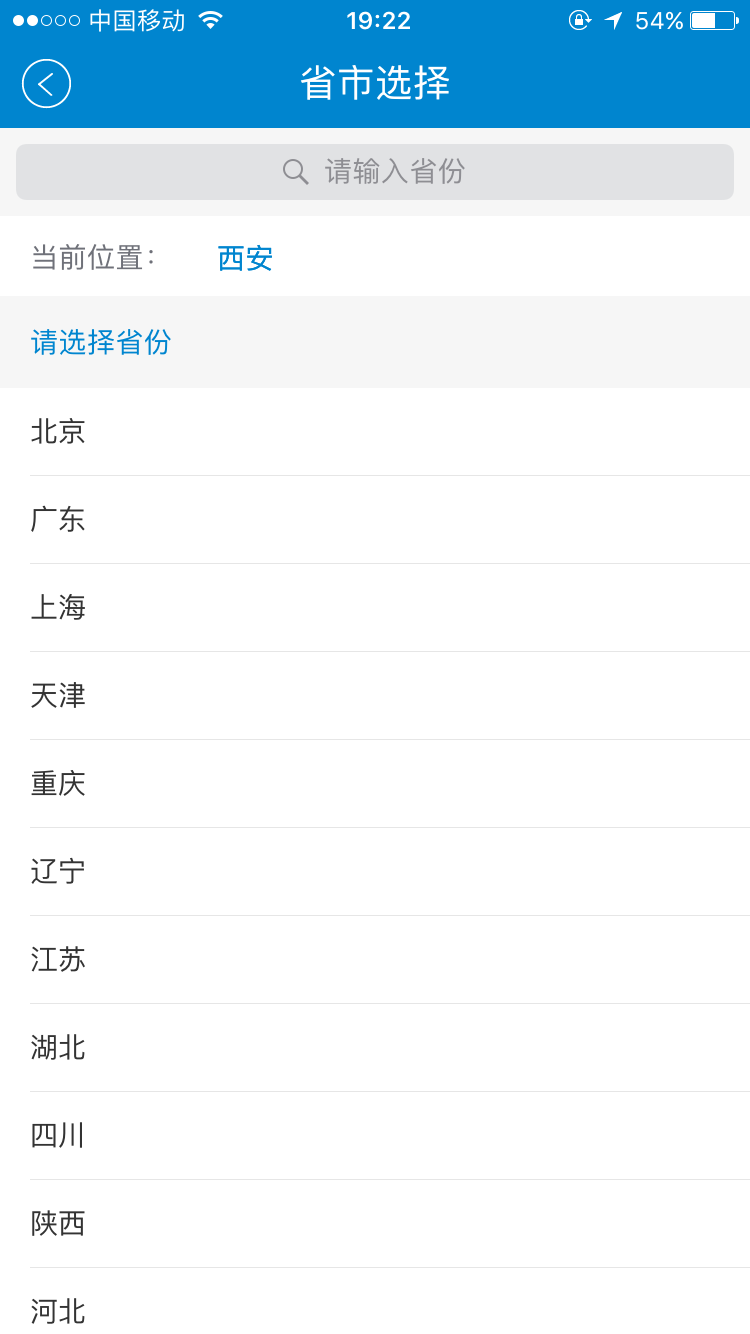 中国移动 19:22 54%
省市选择
请输入省份
当前位置： 西安
请选择省份
北京
广东
上海
天津
重庆
辽宁
江苏
湖北
四川
陕西
河北